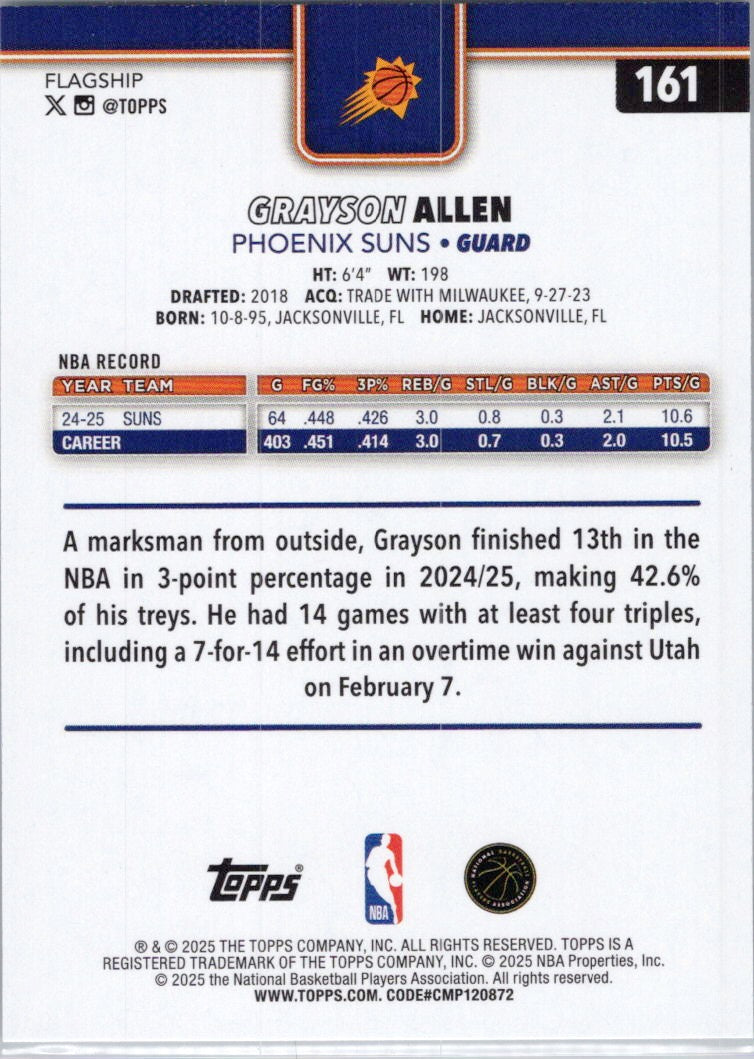 FLAGSHIP
161
X @TOPPS
GRAYSON ALLEN
PHOENIX SUNS • GUARD
HT: 6'4" WT: 198
DRAFTED: 2018 ACQ: TRADE WITH MILWAUKEE, 9-27-23
BORN: 10-8-95, JACKSONVILLE, FL HOME: JACKSONVILLE, FL
NBA RECORD
YEAR TEAM G FG% 3P% REB/G STL/G BLK/G AST/G PTS/G
24-25 SUNS 64 .448 .426 3.0 0.8 0.3 2.1 10.6
CAREER 403 .451 .414 3.0 0.7 0.3 2.0 10.5
A marksman from outside, Grayson finished 13th in the
NBA in 3-point percentage in 2024/25, making 42.6%
of his treys. He had 14 games with at least four triples,
including a 7-for-14 effort in an overtime win against Utah
on February 7.
Topps®
NBA
NATIONAL BASKETBALL PLAYERS ASSOCIATION
® & © 2025 THE TOPPS COMPANY, INC. ALL RIGHTS RESERVED. TOPPS IS A
REGISTERED TRADEMARK OF THE TOPPS COMPANY, INC. © 2025 NBA Properties, Inc.
© 2025 the National Basketball Players Association. All rights reserved.
WWW.TOPPS.COM. CODE#CMP120872